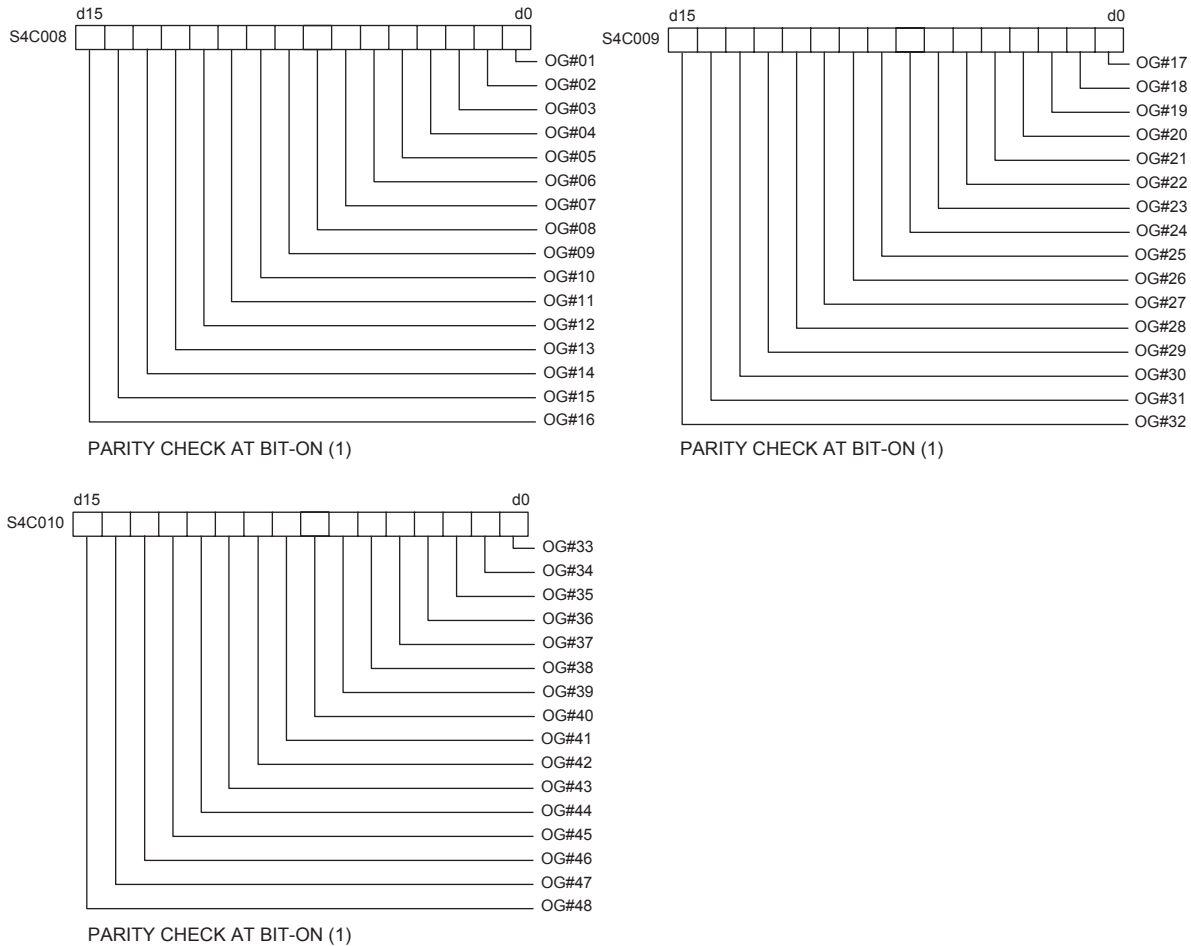 d15 d0
S4C008
OG#01
OG#02
OG#03
OG#04
OG#05
OG#06
OG#07
OG#08
OG#09
OG#10
OG#11
OG#12
OG#13
OG#14
OG#15
OG#16
PARITY CHECK AT BIT-ON (1)
d15 d0
S4C009
OG#17
OG#18
OG#19
OG#20
OG#21
OG#22
OG#23
OG#24
OG#25
OG#26
OG#27
OG#28
OG#29
OG#30
OG#31
OG#32
PARITY CHECK AT BIT-ON (1)
d15 d0
S4C010
OG#33
OG#34
OG#35
OG#36
OG#37
OG#38
OG#39
OG#40
OG#41
OG#42
OG#43
OG#44
OG#45
OG#46
OG#47
OG#48
PARITY CHECK AT BIT-ON (1)